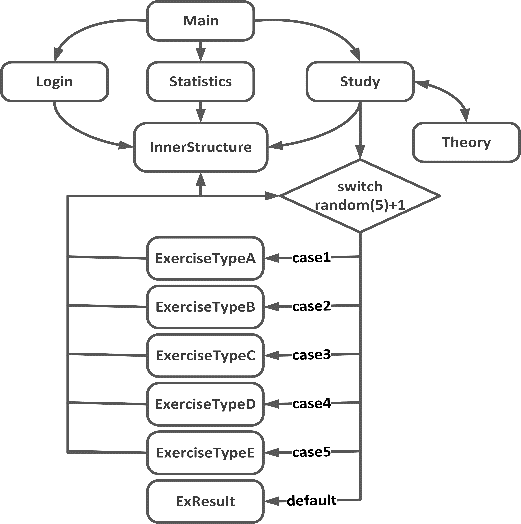 Main
Login
Statistics
Study
InnerStructure
Theory
switch
random(5)+1
ExerciseTypeA
case1
ExerciseTypeB
case2
ExerciseTypeC
case3
ExerciseTypeD
case4
ExerciseTypeE
case5
ExResult
default